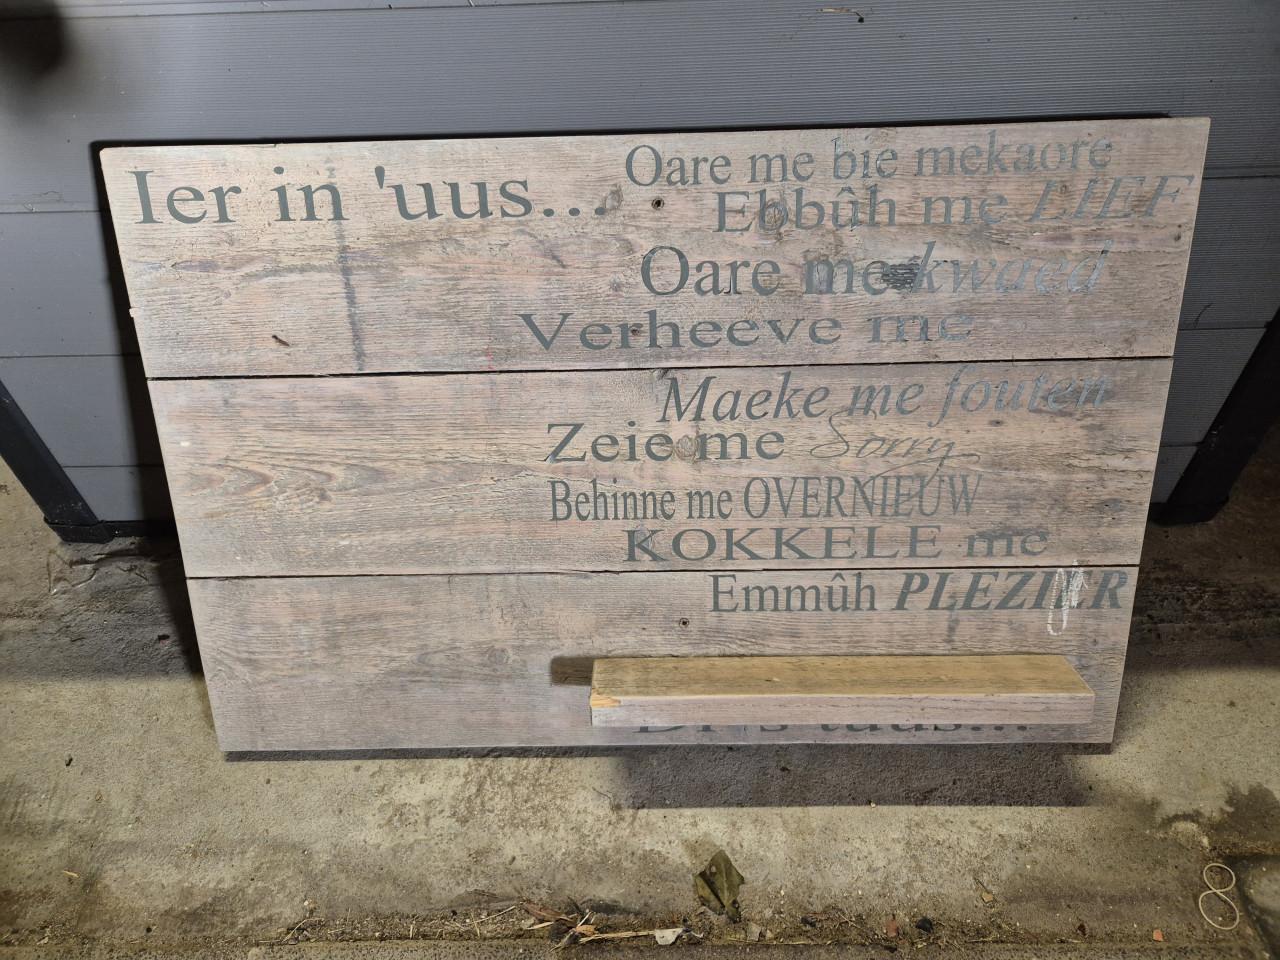 Ier in 'uus...
Oare me bie mekaore
Ebbûh me LIEF
Oare me kwaed
Verheeve me
Maeke me fouten
Zeie me Sorry
Behinne me OVERNIEUW
KOKKELE me
Emmûh PLEZIER